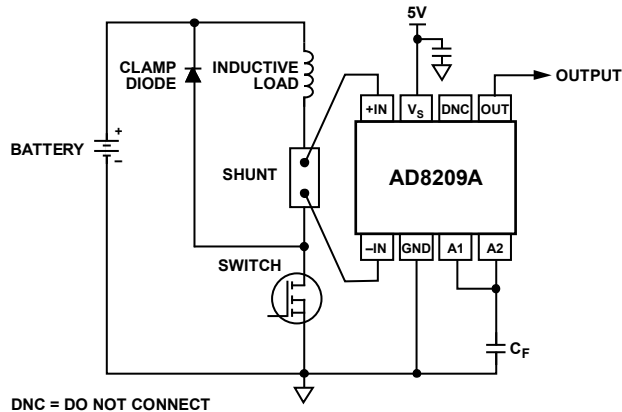 5V
CLAMP
DIODE
INDUCTIVE
LOAD
+IN
VS
DNC
OUT
OUTPUT
BATTERY
+
–
SHUNT
AD8209A
–IN
GND
A1
A2
SWITCH
CF
DNC = DO NOT CONNECT